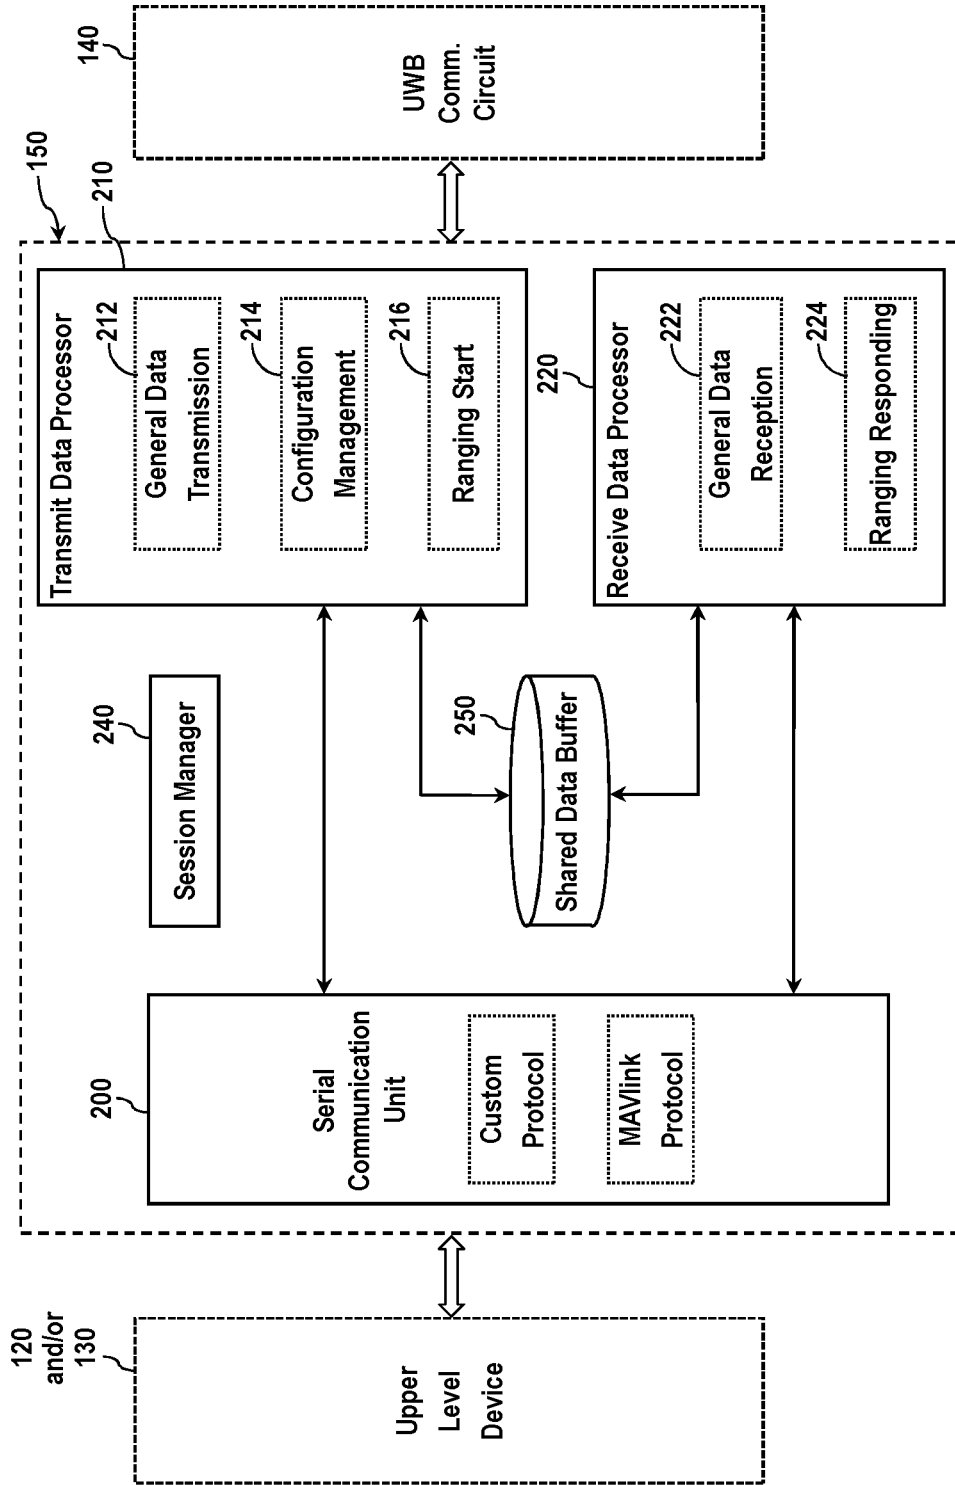 120
and/or
130
Upper
Level
Device
150
200
Serial
Communication
Unit
Custom
Protocol
MAVlink
Protocol
240
Session Manager
250
Shared Data Buffer
210
Transmit Data Processor
212
General Data
Transmission
214
Configuration
Management
216
Ranging Start
220
Receive Data Processor
222
General Data
Reception
224
Ranging Responding
140
UWB
Comm.
Circuit